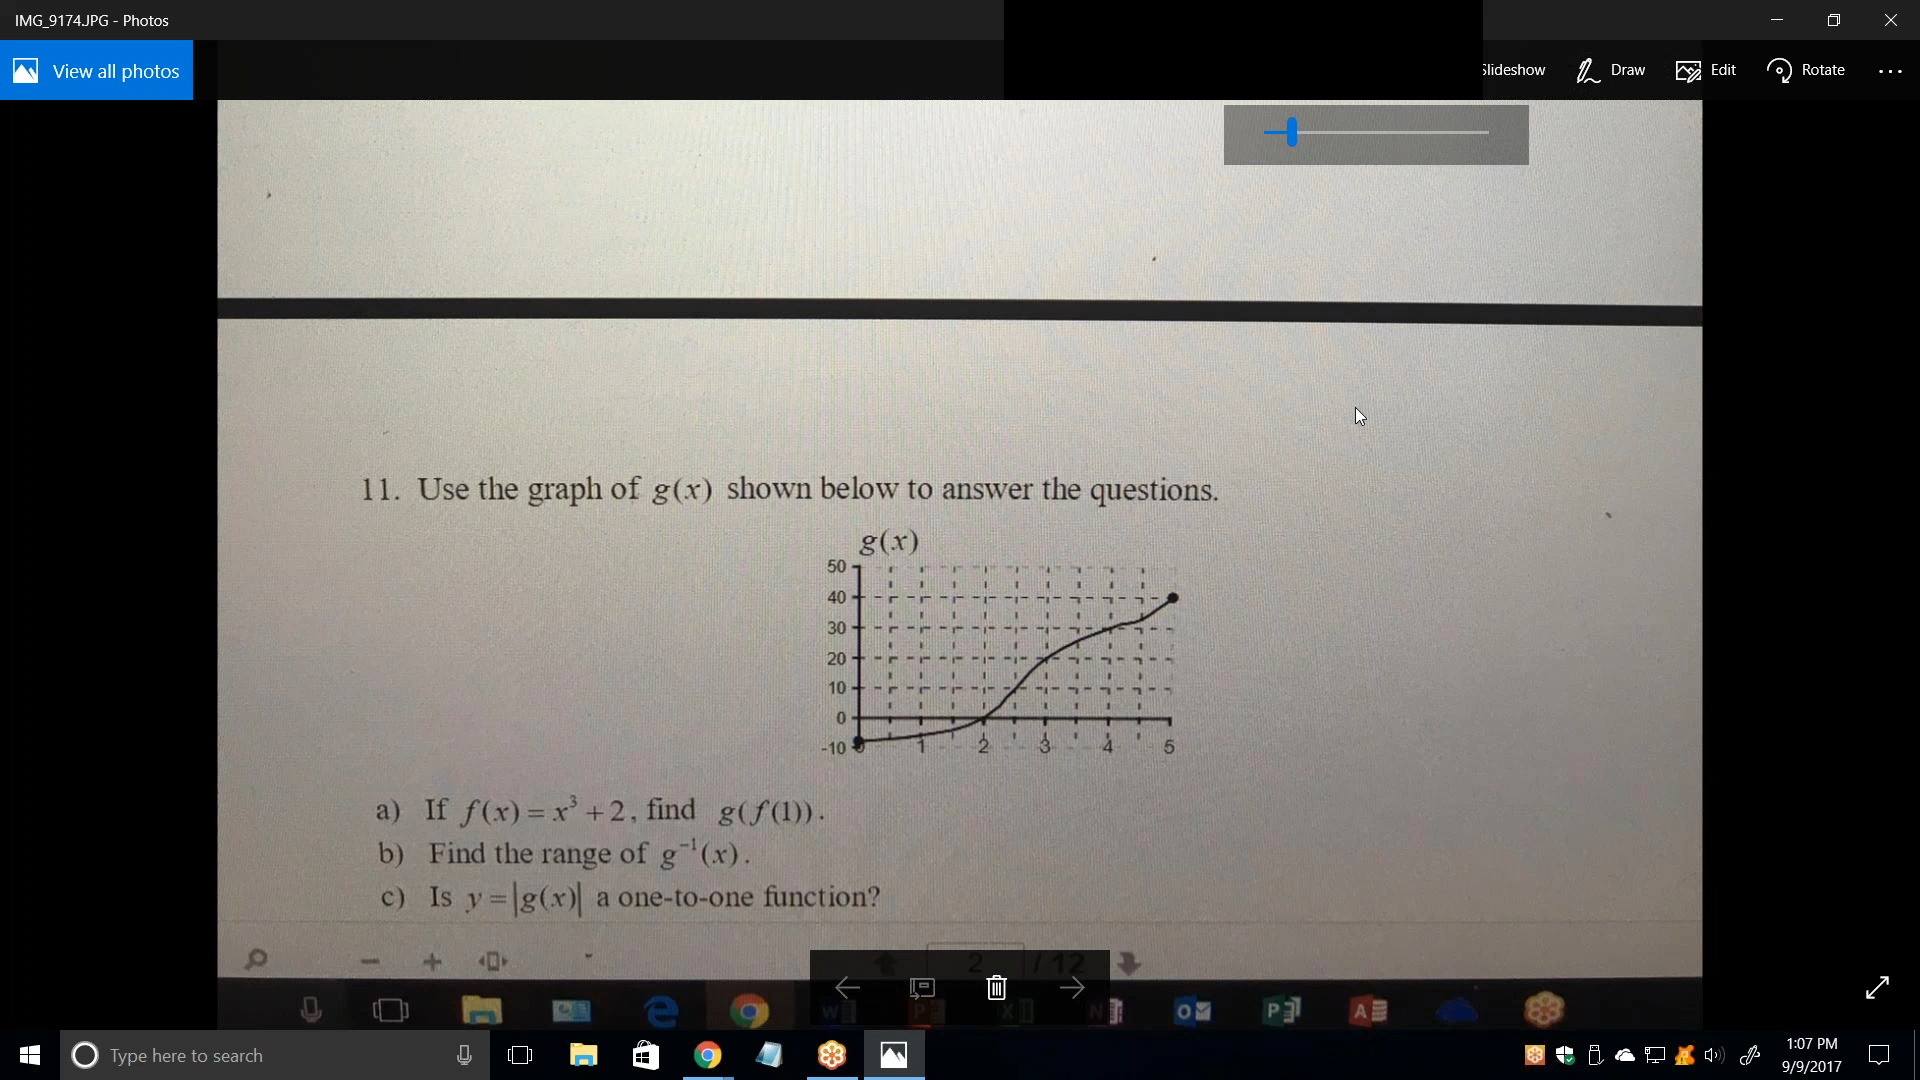 IMG_9174.JPG - Photos
View all photos
Slideshow
Draw
Edit
Rotate
11. Use the graph of g(x) shown below to answer the questions.
g(x)
50
40
30
20
10
0
-10
0 1 2 3 4 5
a) If f(x) = x³ + 2, find g(f(1)).
b) Find the range of g⁻¹(x).
c) Is y = |g(x)| a one-to-one function?
2 / 12
Type here to search
1:07 PM
9/9/2017